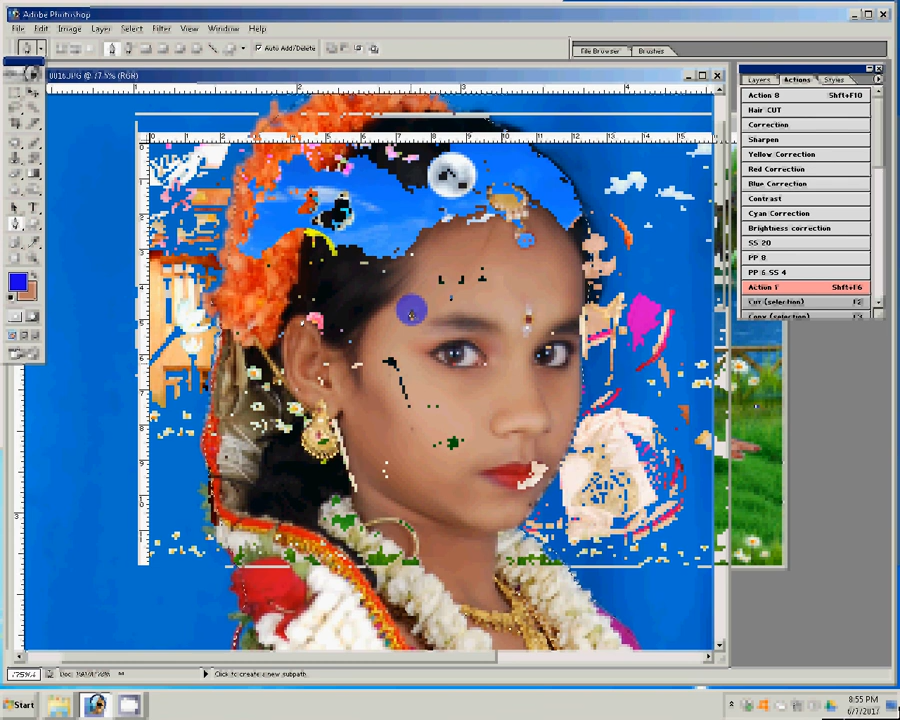 Adobe Photoshop
File Edit Image Layer Select Filter View Window Help
Auto Add/Delete
File Browser Brushes
0016.JPG @ 77.5% (RGB)
Layers Actions Styles
Action 8 Shft+F10
Hair CUT
Correction
Sharpen
Yellow Correction
Red Correction
Blue Correction
Contrast
Cyan Correction
Brightness correction
SS 20
PP 8
PP 6 SS 4
Action 1 Shft+F6
Cut (selection) F2
Copy (selection)
Click to create a new subpath.
Start
8:55 PM
6/7/2017